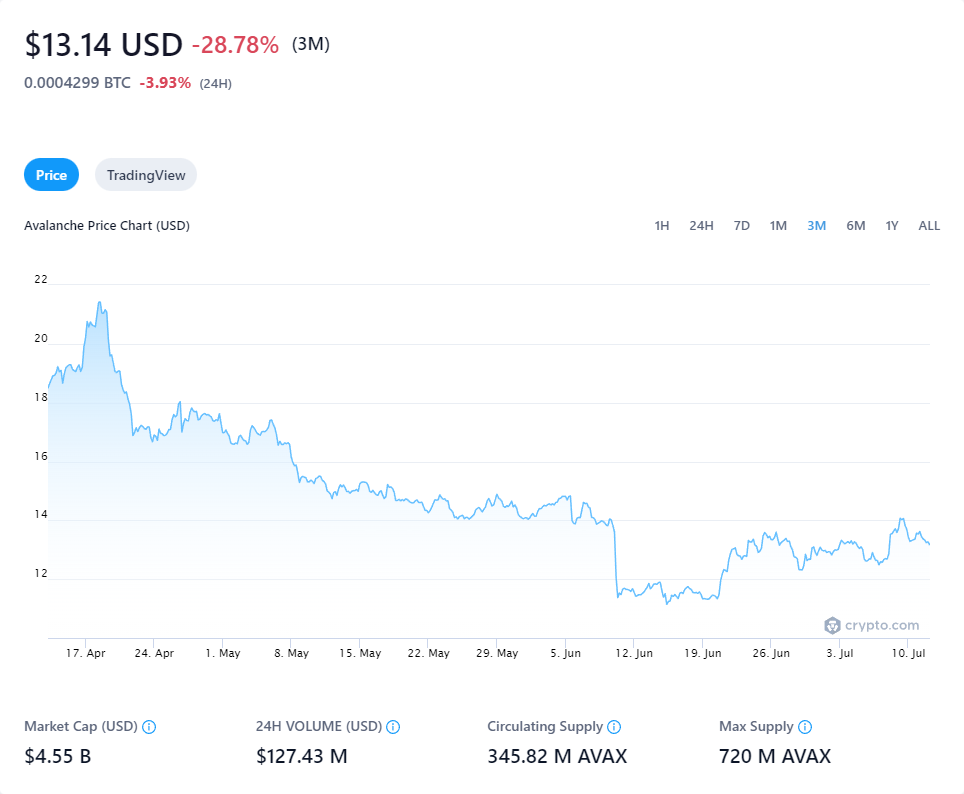 $13.14 USD -28.78% (3M)
0.0004299 BTC -3.93% (24H)
Price TradingView
Avalanche Price Chart (USD) 1H 24H 7D 1M 3M 6M 1Y ALL
22
20
18
16
14
12
crypto.com
17. Apr 24. Apr 1. May 8. May 15. May 22. May 29. May 5. Jun 12. Jun 19. Jun 26. Jun 3. Jul 10. Jul
Market Cap (USD) 24H VOLUME (USD) Circulating Supply Max Supply
$4.55 B $127.43 M 345.82 M AVAX 720 M AVAX